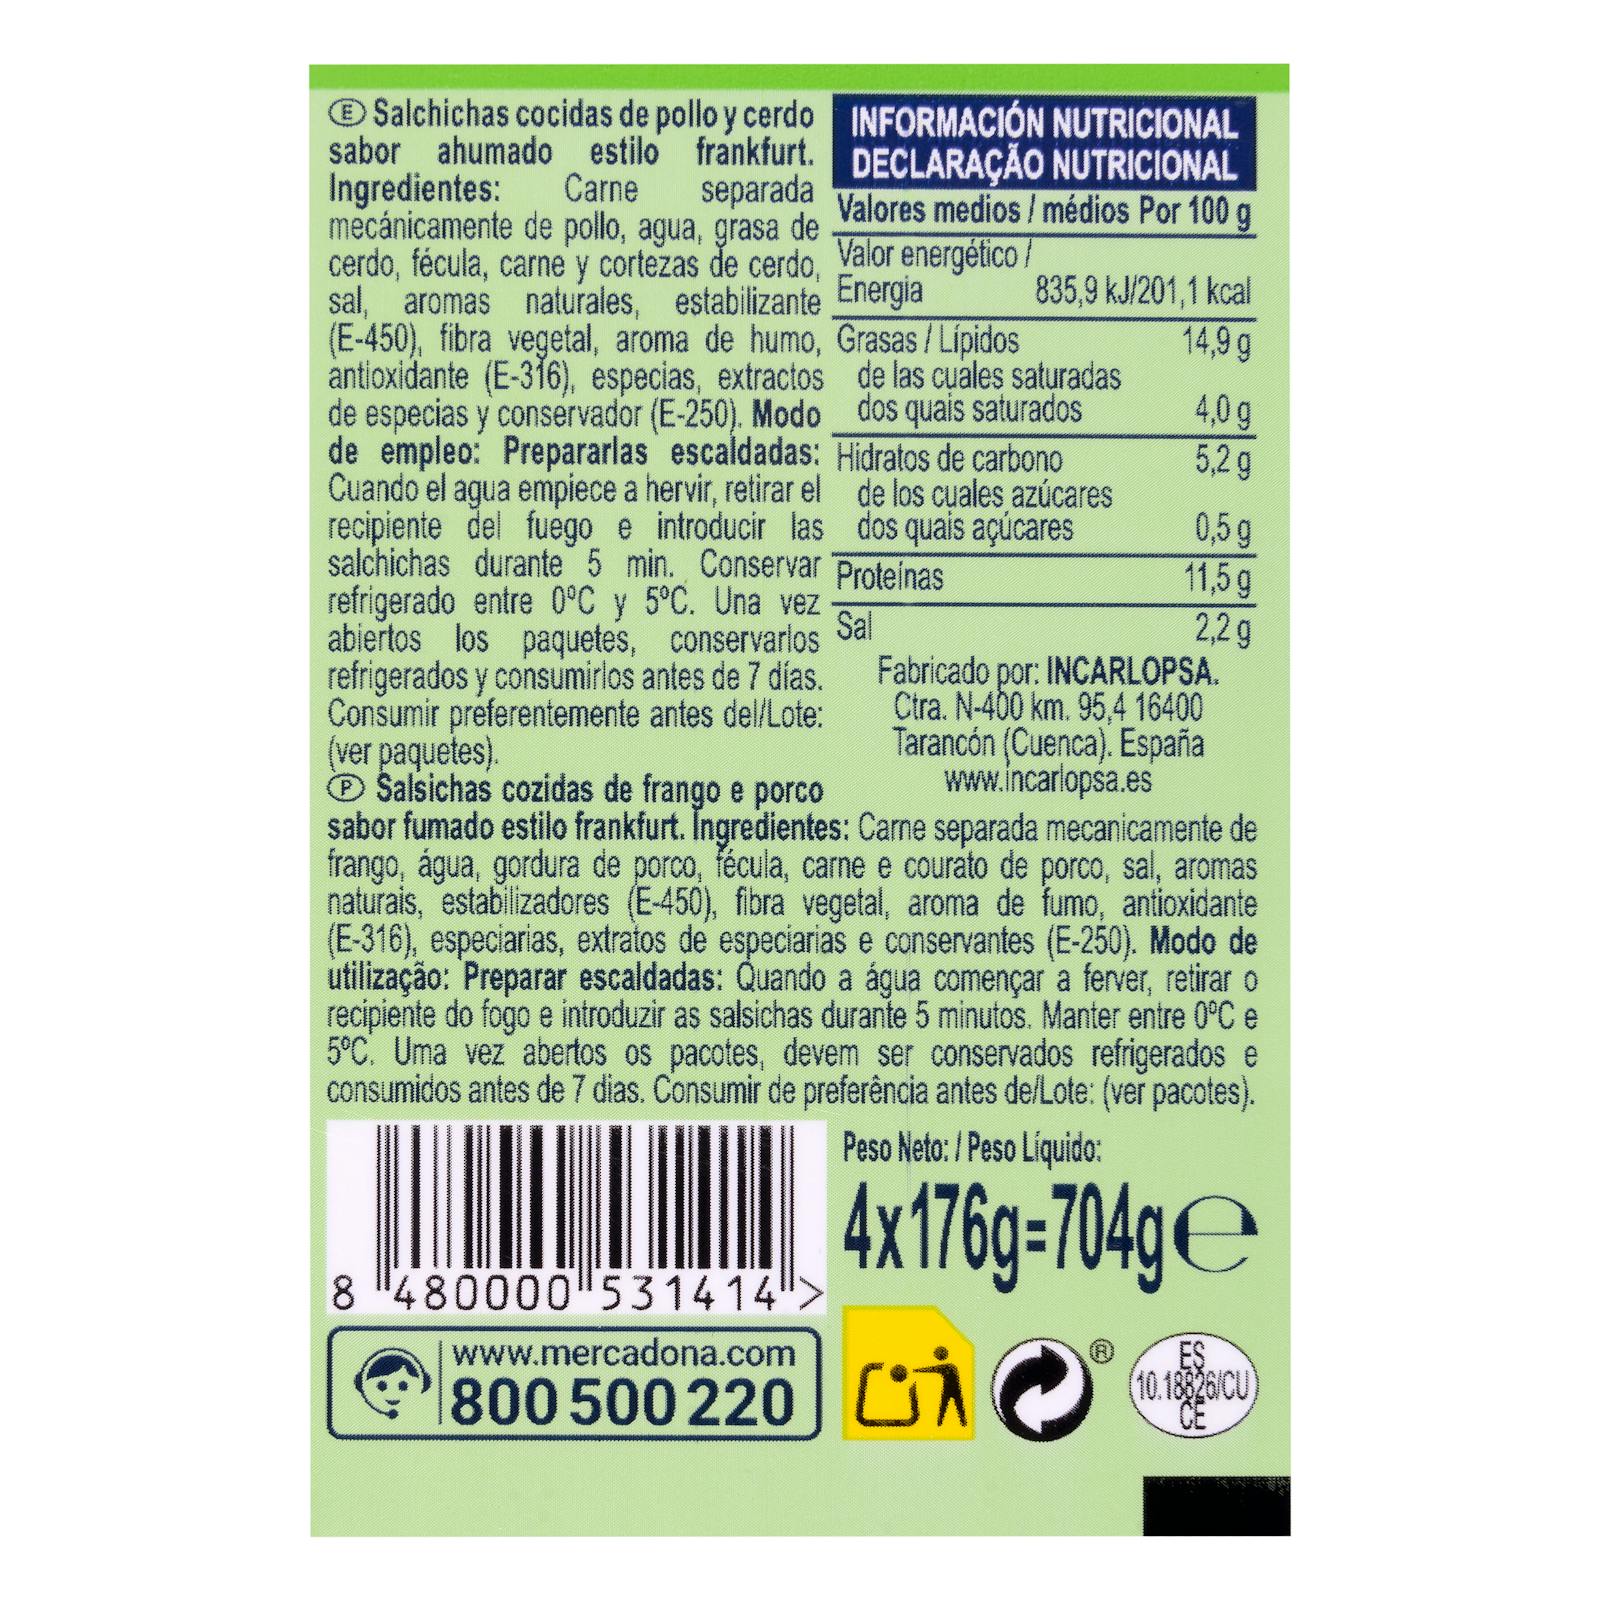 E Salchichas cocidas de pollo y cerdo
sabor ahumado estilo frankfurt.
Ingredientes: Carne separada
mecánicamente de pollo, agua, grasa de
cerdo, fécula, carne y cortezas de cerdo,
sal, aromas naturales, estabilizante
(E-450), fibra vegetal, aroma de humo,
antioxidante (E-316), especias, extractos
de especias y conservador (E-250). Modo
de empleo: Prepararlas escaldadas:
Cuando el agua empiece a hervir, retirar el
recipiente del fuego e introducir las
salchichas durante 5 min. Conservar
refrigerado entre 0ºC y 5ºC. Una vez
abiertos los paquetes, conservarlos
refrigerados y consumirlos antes de 7 días.
Consumir preferentemente antes del/Lote:
(ver paquetes).
INFORMACIÓN NUTRICIONAL
DECLARAÇÃO NUTRICIONAL
Valores medios / médios Por 100 g
Valor energético /
Energia 835,9 kJ/201,1 kcal
Grasas / Lípidos 14,9 g
de las cuales saturadas
dos quais saturados 4,0 g
Hidratos de carbono 5,2 g
de los cuales azúcares
dos quais açúcares 0,5 g
Proteínas 11,5 g
Sal 2,2 g
Fabricado por: INCARLOPSA.
Ctra. N-400 km. 95,4 16400
Tarancón (Cuenca). España
www.incarlopsa.es
P Salsichas cozidas de frango e porco
sabor fumado estilo frankfurt. Ingredientes: Carne separada mecanicamente de
frango, água, gordura de porco, fécula, carne e courato de porco, sal, aromas
naturais, estabilizadores (E-450), fibra vegetal, aroma de fumo, antioxidante
(E-316), especiarias, extratos de especiarias e conservantes (E-250). Modo de
utilização: Preparar escaldadas: Quando a água començar a ferver, retirar o
recipiente do fogo e introduzir as salsichas durante 5 minutos. Manter entre 0ºC e
5ºC. Uma vez abertos os pacotes, devem ser conservados refrigerados e
consumidos antes de 7 dias. Consumir de preferência antes de/Lote: (ver pacotes).
8 480000 531414 >
Peso Neto: / Peso Líquido:
4x176g=704g e
www.mercadona.com
800 500 220
®
ES
10.18826/CU
CE